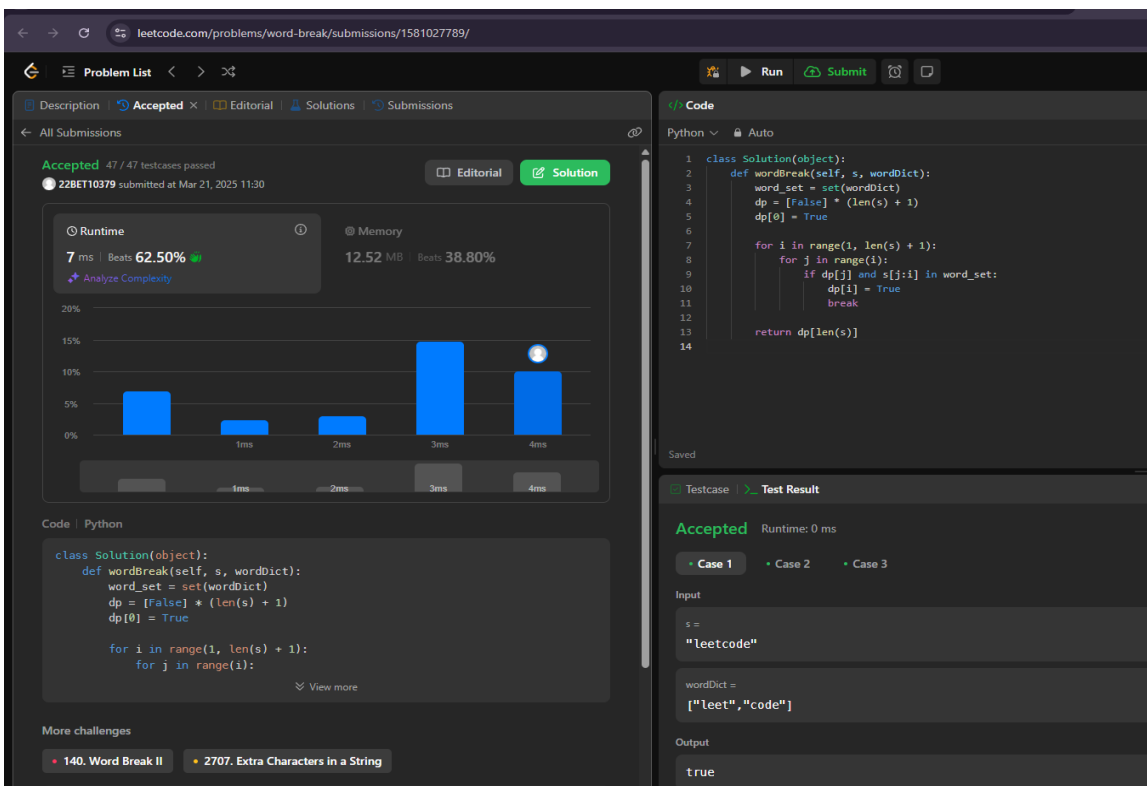 leetcode.com/problems/word-break/submissions/1581027789/
Problem List
Run
Submit
Description
Accepted
Editorial
Solutions
Submissions
All Submissions
Accepted 47 / 47 testcases passed
22BET10379 submitted at Mar 21, 2025 11:30
Editorial
Solution
Runtime
7 ms | Beats 62.50%
Analyze Complexity
Memory
12.52 MB | Beats 38.80%
20%
15%
10%
5%
0%
1ms 2ms 3ms 4ms
1ms 2ms 3ms 4ms
Code | Python
class Solution(object):
    def wordBreak(self, s, wordDict):
        word_set = set(wordDict)
        dp = [False] * (len(s) + 1)
        dp[0] = True

        for i in range(1, len(s) + 1):
            for j in range(i):
View more
More challenges
140. Word Break II
2707. Extra Characters in a String
</> Code
Python
Auto
1 class Solution(object):
2     def wordBreak(self, s, wordDict):
3         word_set = set(wordDict)
4         dp = [False] * (len(s) + 1)
5         dp[0] = True
6
7         for i in range(1, len(s) + 1):
8             for j in range(i):
9                 if dp[j] and s[j:i] in word_set:
10                     dp[i] = True
11                     break
12
13         return dp[len(s)]
14
Saved
Testcase
>_ Test Result
Accepted Runtime: 0 ms
• Case 1 • Case 2 • Case 3
Input
s =
"leetcode"
wordDict =
["leet","code"]
Output
true